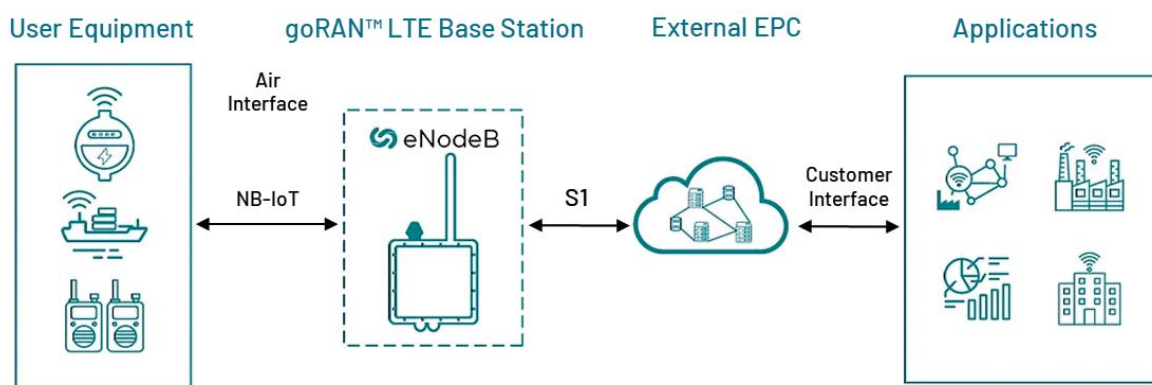 User Equipment
goRAN™ LTE Base Station
External EPC
Applications
Air
Interface
eNodeB
NB-IoT
S1
Customer
Interface